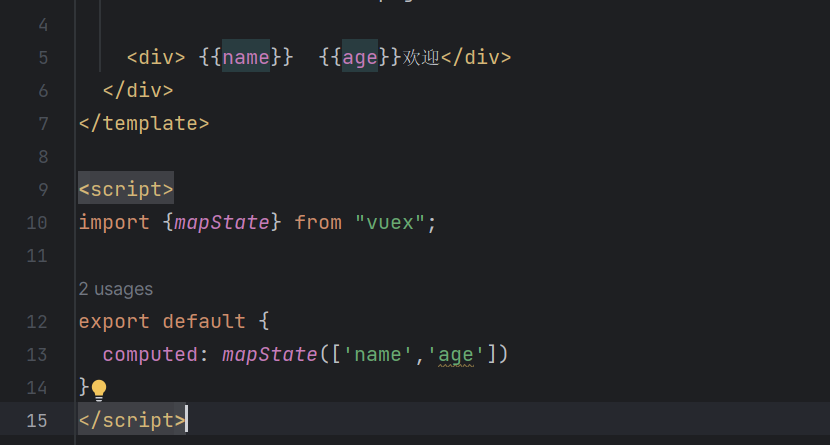 4
5 <div> {{name}}  {{age}}欢迎</div>
6 </div>
7 </template>
8
9 <script>
10 import {mapState} from "vuex";
11
2 usages
12 export default {
13 computed: mapState(['name','age'])
14 }
15 </script>